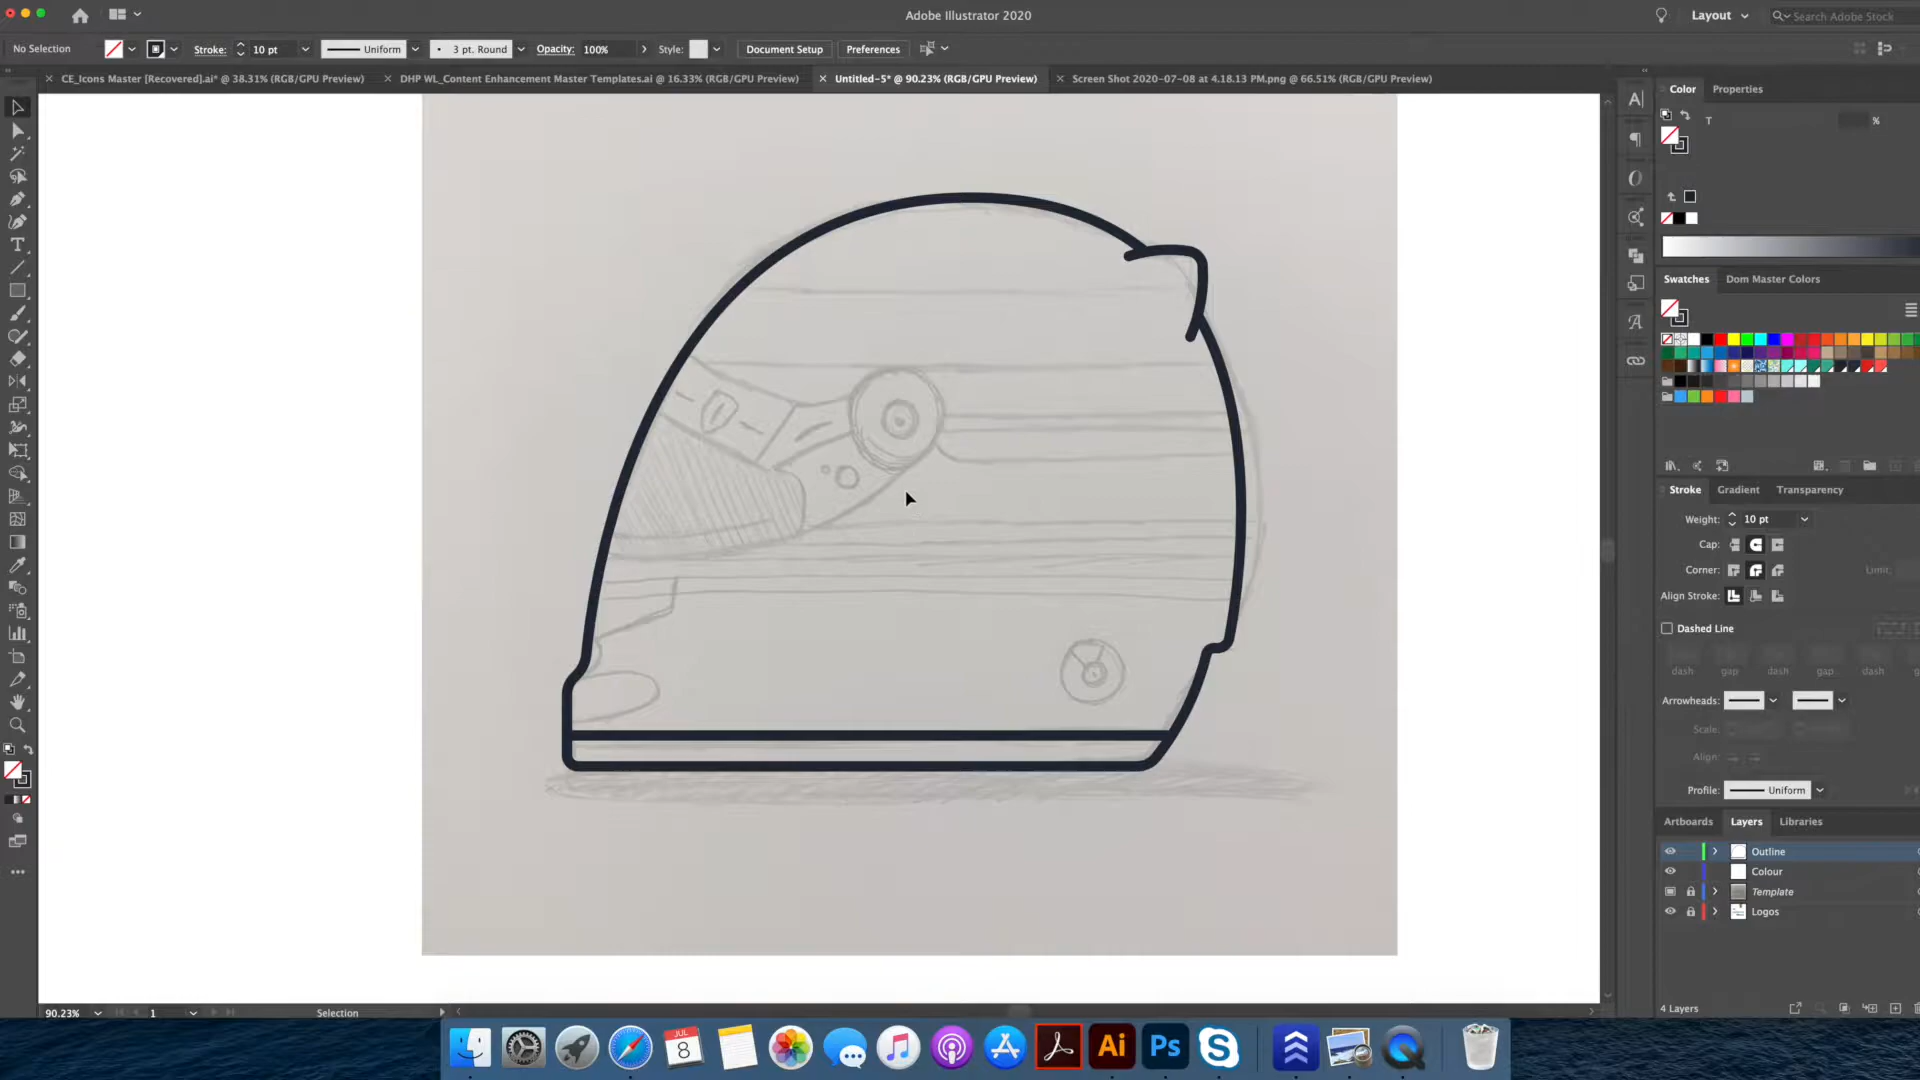 Adobe Illustrator 2020
Layout
Search Adobe Stock
No Selection
Stroke:
10 pt
Uniform
3 pt. Round
Opacity:
100%
Style:
Document Setup
Preferences
CE_Icons Master [Recovered].ai* @ 38.31% (RGB/GPU Preview)
DHP WL_Content Enhancement Master Templates.ai @ 16.33% (RGB/GPU Preview)
Untitled-5* @ 90.23% (RGB/GPU Preview)
Screen Shot 2020-07-08 at 4.18.13 PM.png @ 66.51% (RGB/GPU Preview)
Color
Properties
T
%
Swatches
Dom Master Colors
Stroke
Gradient
Transparency
Weight:
10 pt
Cap:
Corner:
Limit:
Align Stroke:
Dashed Line
dash
gap
dash
gap
dash
Arrowheads:
Scale:
Align:
Profile:
Uniform
Artboards
Layers
Libraries
Outline
Colour
Template
Logos
4 Layers
90.23%
1
Selection
JUL
8
Ai
Ps